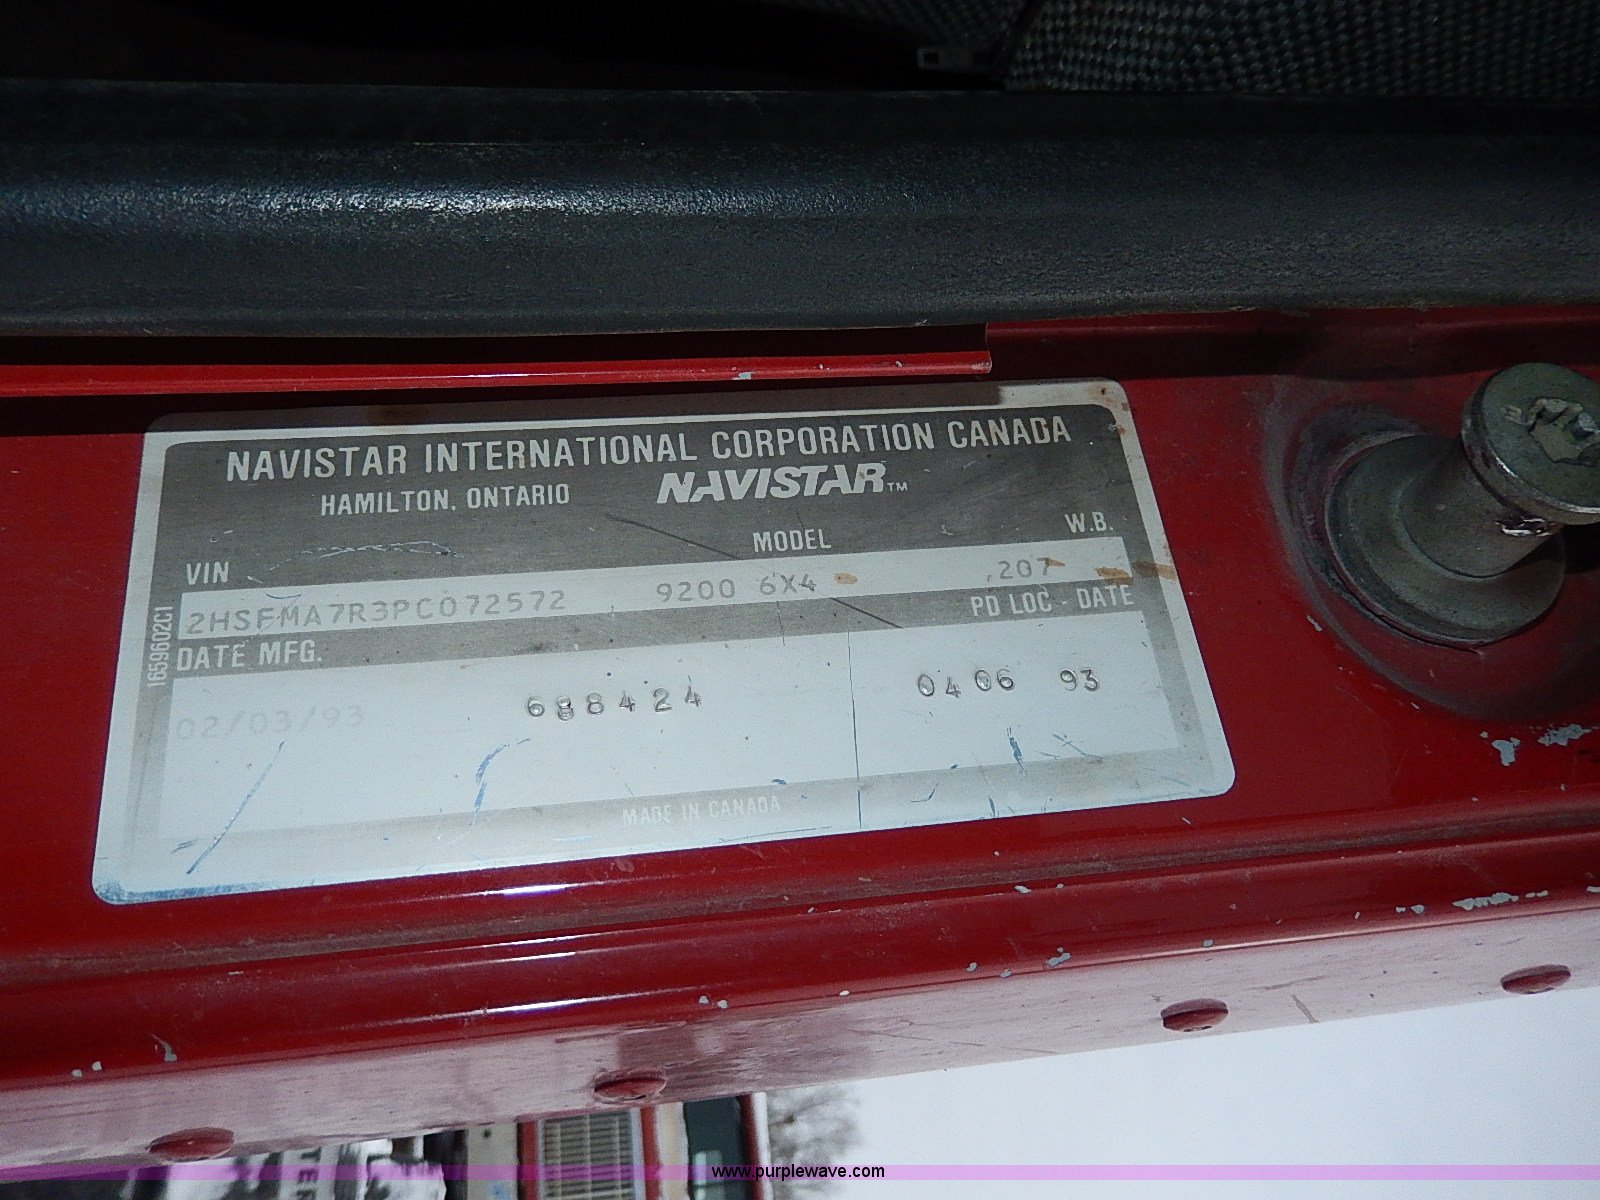 NAVISTAR INTERNATIONAL CORPORATION CANADA
HAMILTON, ONTARIO NAVISTAR™
VIN MODEL W.B.
2HSFMA7R3PC072572 9200 6X4 .207
DATE MFG. PD LOC - DATE
02/03/93 688424 0406 93
MADE IN CANADA
1659602C1
www.purplewave.com